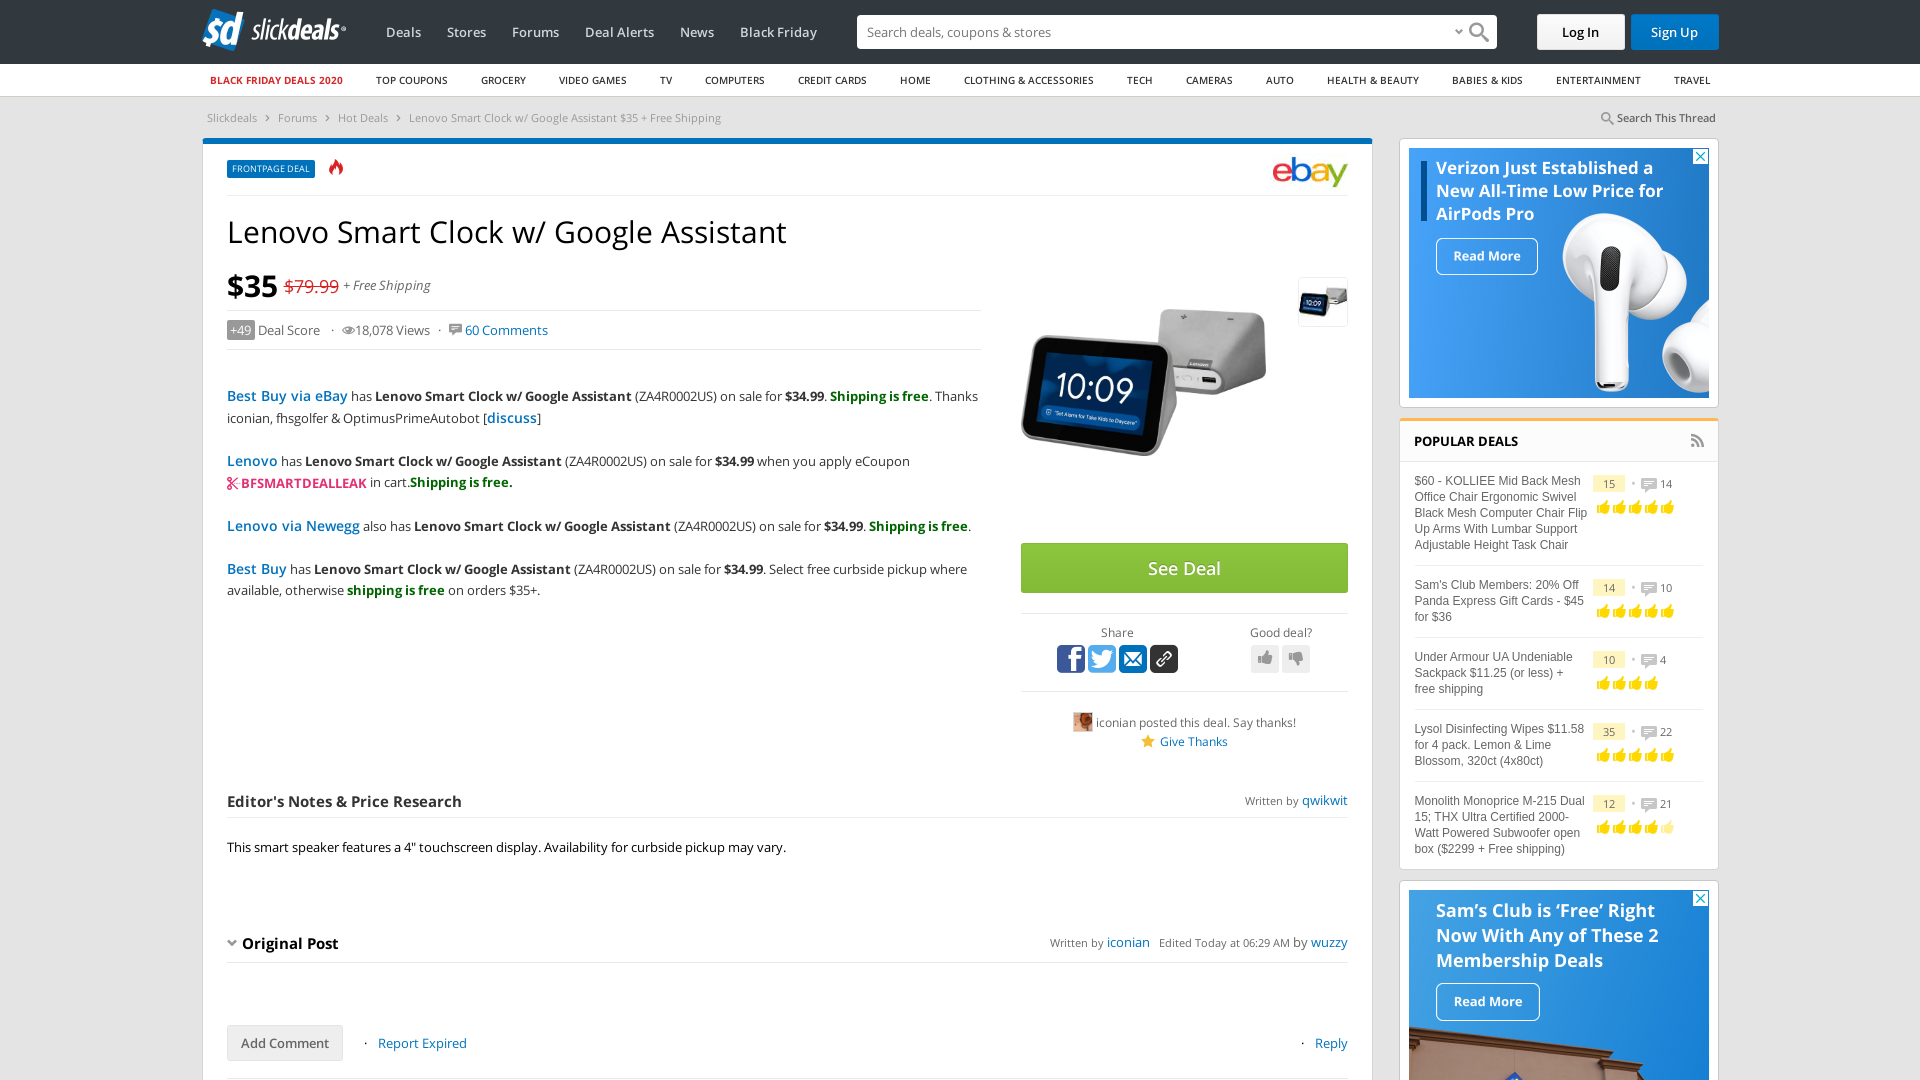 slickdeals
Deals Stores Forums Deal Alerts News Black Friday
Search deals, coupons & stores
Log In
Sign Up
BLACK FRIDAY DEALS 2020 TOP COUPONS GROCERY VIDEO GAMES TV COMPUTERS CREDIT CARDS HOME CLOTHING & ACCESSORIES TECH CAMERAS AUTO HEALTH & BEAUTY BABIES & KIDS ENTERTAINMENT TRAVEL
Slickdeals › Forums › Hot Deals › Lenovo Smart Clock w/ Google Assistant $35 + Free Shipping
Search This Thread
FRONTPAGE DEAL
ebay
Lenovo Smart Clock w/ Google Assistant
$35 $79.99 + Free Shipping
+49 Deal Score · 18,078 Views · 60 Comments
Best Buy via eBay has Lenovo Smart Clock w/ Google Assistant (ZA4R0002US) on sale for $34.99. Shipping is free. Thanks
iconian, fhsgolfer & OptimusPrimeAutobot [discuss]
Lenovo has Lenovo Smart Clock w/ Google Assistant (ZA4R0002US) on sale for $34.99 when you apply eCoupon
BFSMARTDEALLEAK in cart.Shipping is free.
Lenovo via Newegg also has Lenovo Smart Clock w/ Google Assistant (ZA4R0002US) on sale for $34.99. Shipping is free.
Best Buy has Lenovo Smart Clock w/ Google Assistant (ZA4R0002US) on sale for $34.99. Select free curbside pickup where
available, otherwise shipping is free on orders $35+.
10:09
"Set Alarm for Take Kids to Daycare"
Lenovo
10:09
See Deal
Share
Good deal?
iconian posted this deal. Say thanks!
Give Thanks
Editor's Notes & Price Research
Written by qwikwit
This smart speaker features a 4" touchscreen display. Availability for curbside pickup may vary.
Original Post
Written by iconian Edited Today at 06:29 AM by wuzzy
Add Comment
· Report Expired
· Reply
Verizon Just Established a
New All-Time Low Price for
AirPods Pro
Read More
POPULAR DEALS
$60 - KOLLIEE Mid Back Mesh
Office Chair Ergonomic Swivel
Black Mesh Computer Chair Flip
Up Arms With Lumbar Support
Adjustable Height Task Chair
15 • 14
Sam's Club Members: 20% Off
Panda Express Gift Cards - $45
for $36
14 • 10
Under Armour UA Undeniable
Sackpack $11.25 (or less) +
free shipping
10 • 4
Lysol Disinfecting Wipes $11.58
for 4 pack. Lemon & Lime
Blossom, 320ct (4x80ct)
35 • 22
Monolith Monoprice M-215 Dual
15; THX Ultra Certified 2000-
Watt Powered Subwoofer open
box ($2299 + Free shipping)
12 • 21
Sam's Club is 'Free' Right
Now With Any of These 2
Membership Deals
Read More